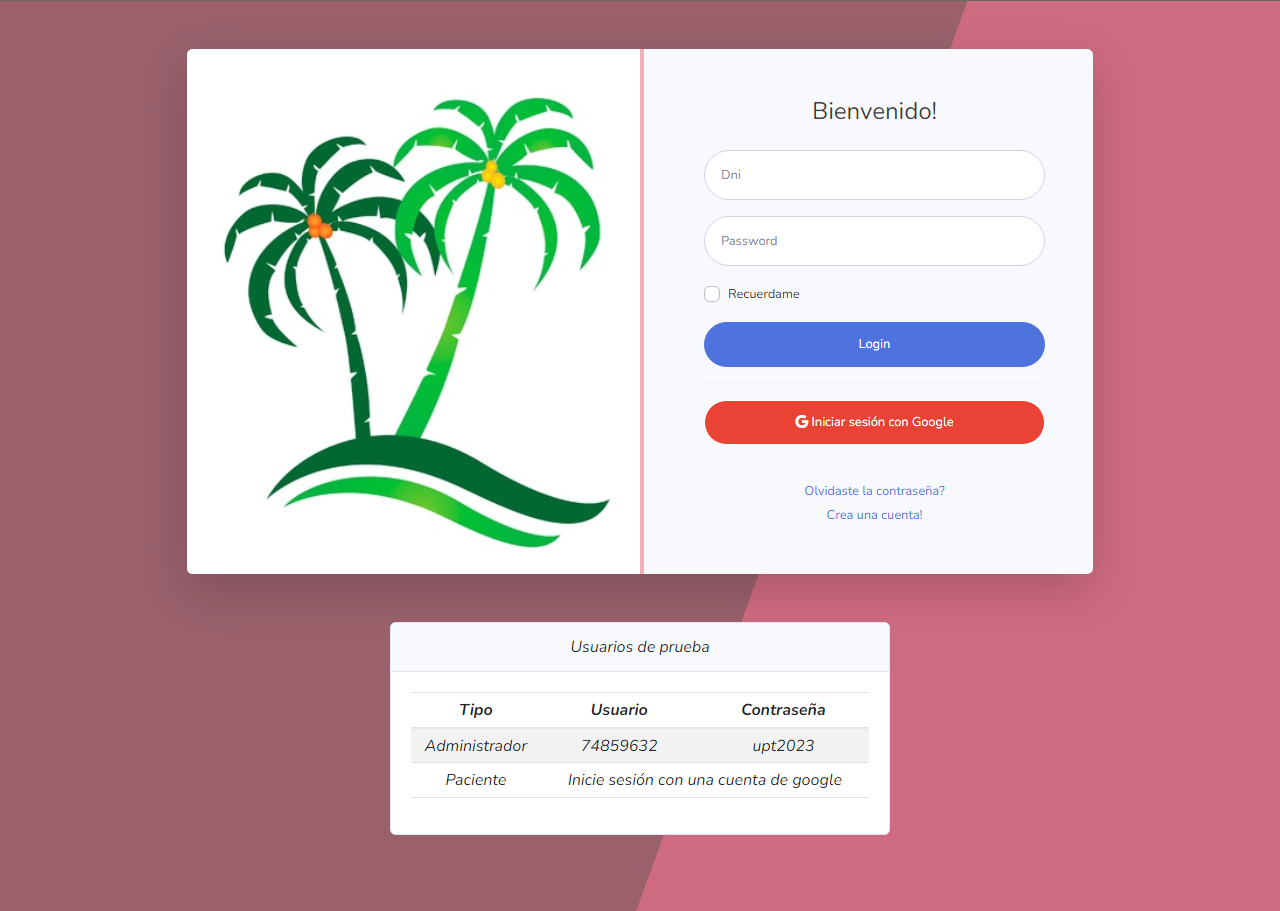 Bienvenido!
Dni
Password
Recuerdame
Login
Iniciar sesión con Google
Olvidaste la contraseña?
Crea una cuenta!
Usuarios de prueba
Tipo Usuario Contraseña
Administrador 74859632 upt2023
Paciente Inicie sesión con una cuenta de google